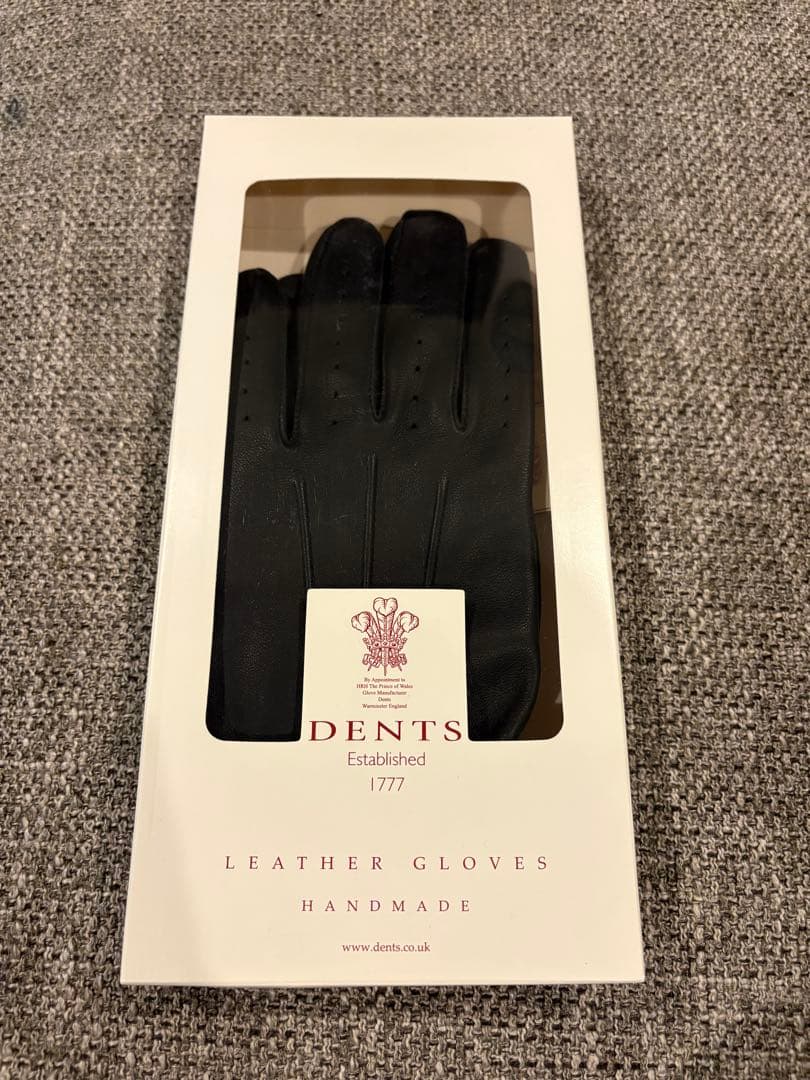 By Appointment to
HRH The Prince of Wales
Glove Manufacturer
Dents
Warminster England
DENTS
Established
1777
LEATHER GLOVES
HANDMADE
www.dents.co.uk